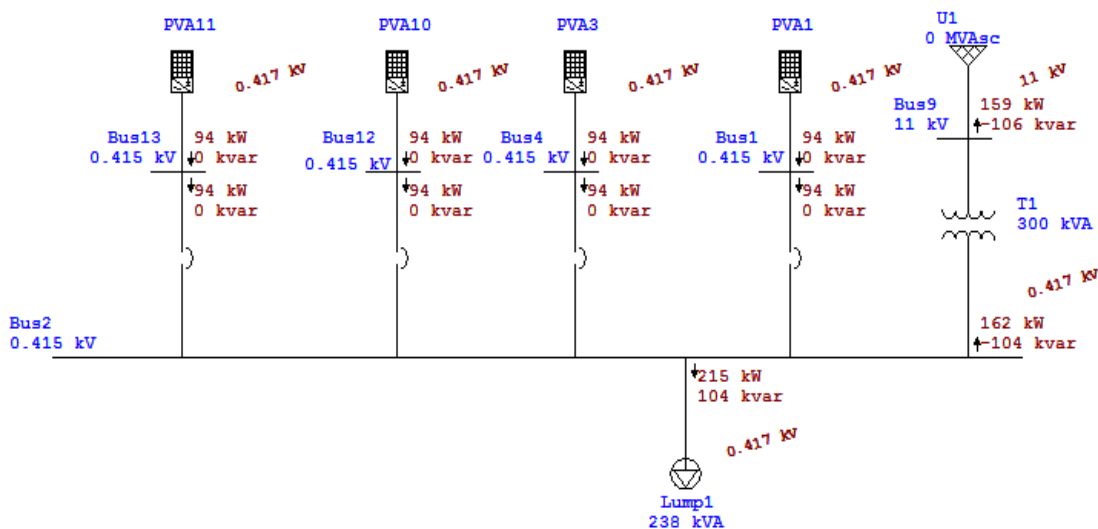 PVA11
PVA10
PVA3
PVA1
U1
0 MVAsc
0.417 kV
0.417 kV
0.417 kV
0.417 kV
11 kV
Bus13
0.415 kV
94 kW
0 kvar
94 kW
0 kvar
Bus12
0.415 kV
94 kW
0 kvar
94 kW
0 kvar
Bus4
0.415 kV
94 kW
0 kvar
94 kW
0 kvar
Bus1
0.415 kV
94 kW
0 kvar
94 kW
0 kvar
Bus9
11 kV
159 kW
-106 kvar
T1
300 kVA
0.417 kV
162 kW
-104 kvar
Bus2
0.415 kV
215 kW
104 kvar
0.417 kV
Lump1
238 kVA